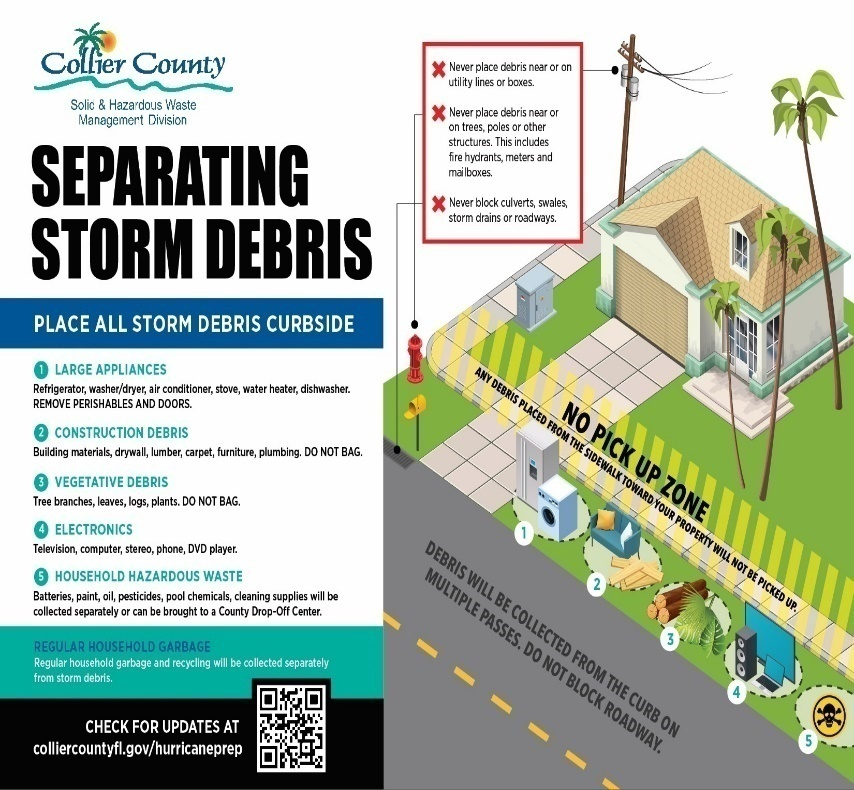 Collier County
Solid & Hazardous Waste
Management Division
SEPARATING
STORM DEBRIS
PLACE ALL STORM DEBRIS CURBSIDE
1 LARGE APPLIANCES
Refrigerator, washer/dryer, air conditioner, stove, water heater, dishwasher.
REMOVE PERISHABLES AND DOORS.
2 CONSTRUCTION DEBRIS
Building materials, drywall, lumber, carpet, furniture, plumbing. DO NOT BAG.
3 VEGETATIVE DEBRIS
Tree branches, leaves, logs, plants. DO NOT BAG.
4 ELECTRONICS
Television, computer, stereo, phone, DVD player.
5 HOUSEHOLD HAZARDOUS WASTE
Batteries, paint, oil, pesticides, pool chemicals, cleaning supplies will be
collected separately or can be brought to a County Drop-Off Center.
REGULAR HOUSEHOLD GARBAGE
Regular household garbage and recycling will be collected separately
from storm debris.
CHECK FOR UPDATES AT
colliercountyfl.gov/hurricaneprep
Never place debris near or on
utility lines or boxes.
Never place debris near or
on trees, poles or other
structures. This includes
fire hydrants, meters and
mailboxes.
Never block culverts, swales,
storm drains or roadways.
NO PICK UP ZONE
ANY DEBRIS PLACED FROM THE SIDEWALK TOWARD YOUR PROPERTY WILL NOT BE PICKED UP.
1
2
3
4
5
DEBRIS WILL BE COLLECTED FROM THE CURB ON
MULTIPLE PASSES. DO NOT BLOCK ROADWAY.